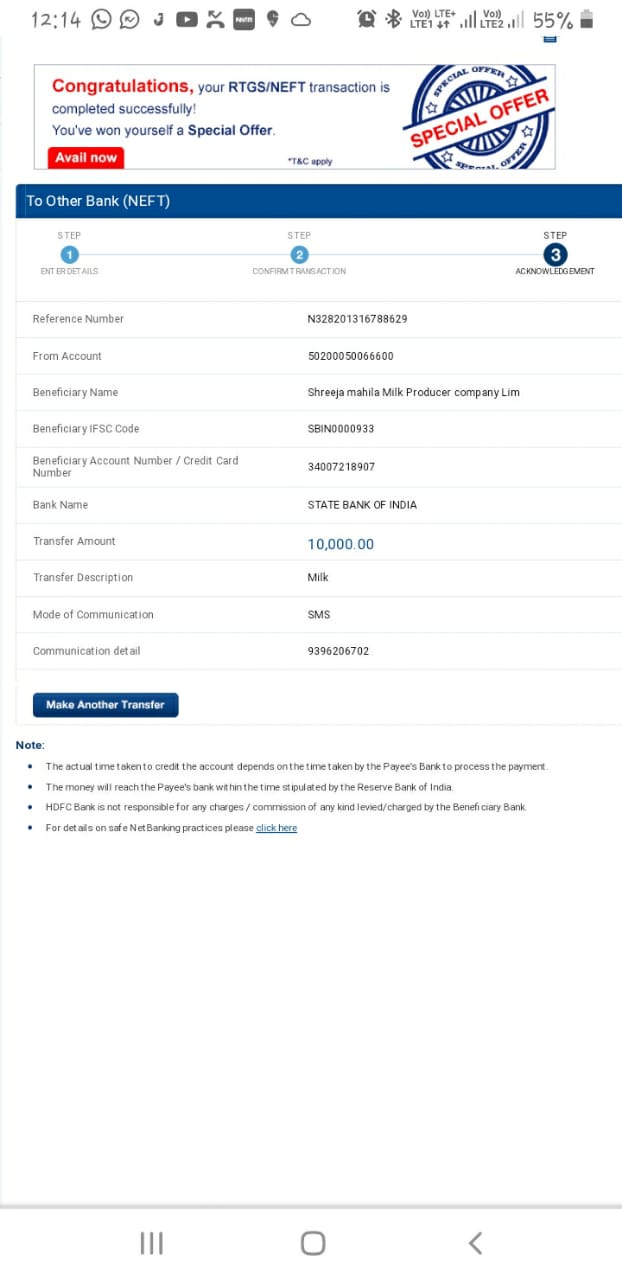 12:14
Paytm
Vo)) LTE+ Vo))
LTE1 LTE2 55%
Congratulations, your RTGS/NEFT transaction is
completed successfully!
You've won yourself a Special Offer.
Avail now
*T&C apply
SPECIAL OFFER
SPECIAL OFFER
SPECIAL OFFER
To Other Bank (NEFT)
STEP STEP STEP
1 2 3
ENTER DETAILS CONFIRM TRANSACTION ACKNOWLEDGEMENT
Reference Number N328201316788629
From Account 50200050066600
Beneficiary Name Shreeja mahila Milk Producer company Lim
Beneficiary IFSC Code SBIN0000933
Beneficiary Account Number / Credit Card
Number 34007218907
Bank Name STATE BANK OF INDIA
Transfer Amount 10,000.00
Transfer Description Milk
Mode of Communication SMS
Communication detail 9396206702
Make Another Transfer
Note:
• The actual time taken to credit the account depends on the time taken by the Payee's Bank to process the payment.
• The money will reach the Payee's bank within the time stipulated by the Reserve Bank of India.
• HDFC Bank is not responsible for any charges / commission of any kind levied/charged by the Beneficiary Bank.
• For details on safe NetBanking practices please click here